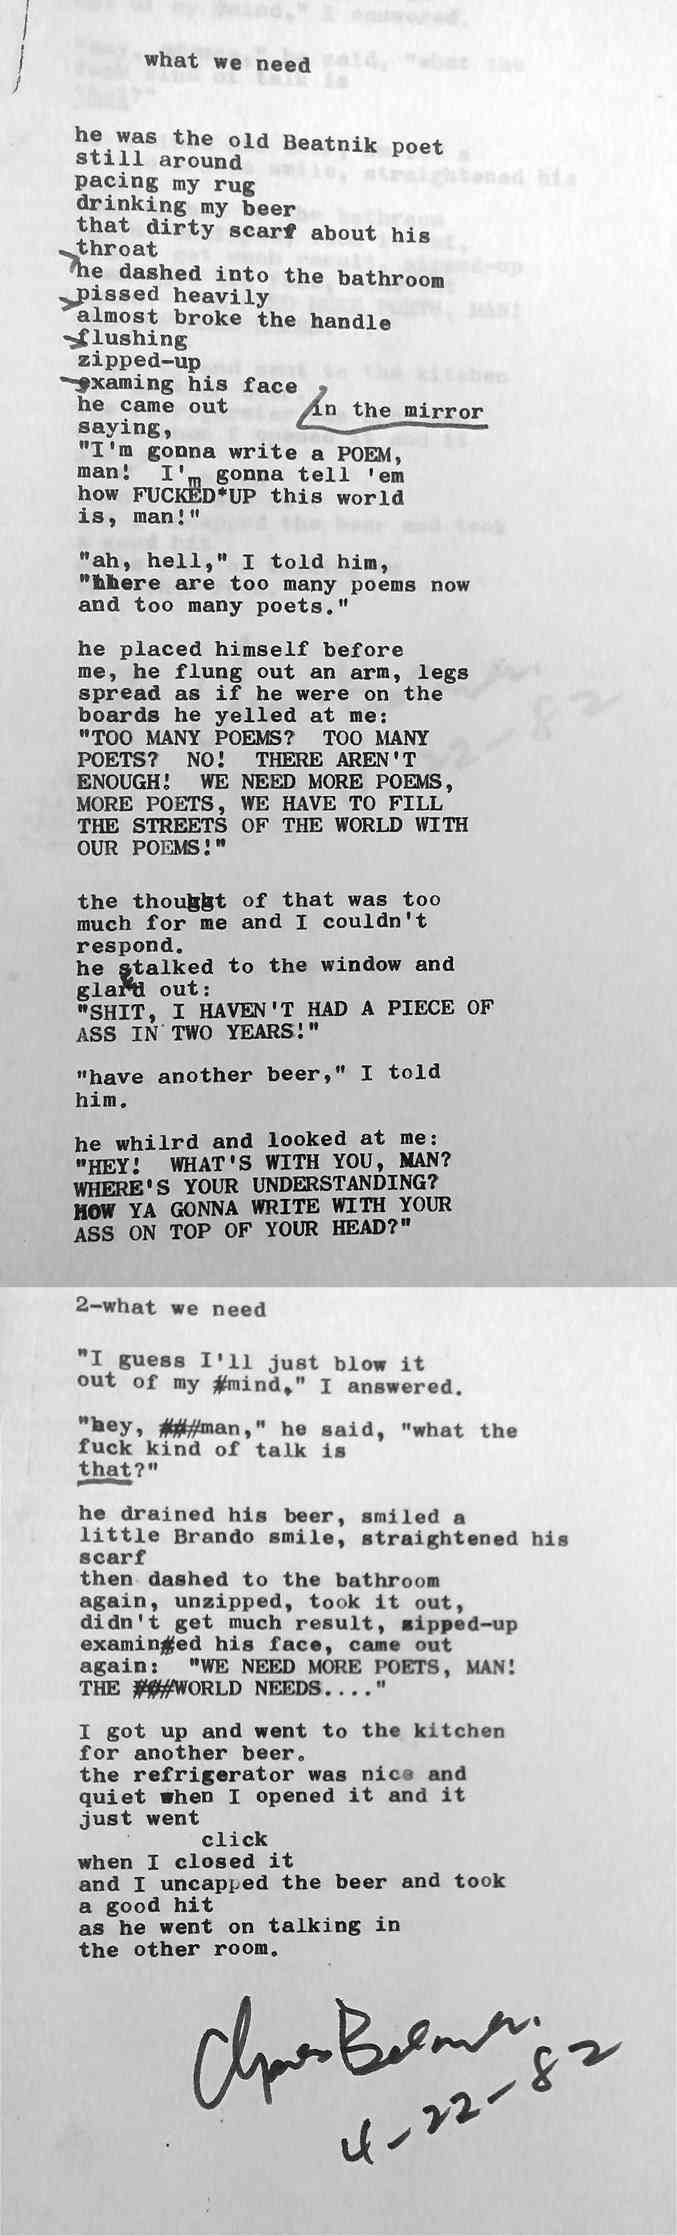 what we need
he was the old Beatnik poet
still around
pacing my rug
drinking my beer
that dirty scarf about his
throat
he dashed into the bathroom
pissed heavily
almost broke the handle
flushing
zipped-up
examing his face
he came out in the mirror
saying,
"I'm gonna write a POEM,
man! I'm gonna tell 'em
how FUCKED*UP this world
is, man!"
"ah, hell," I told him,
"there are too many poems now
and too many poets."
he placed himself before
me, he flung out an arm, legs
spread as if he were on the
boards he yelled at me:
"TOO MANY POEMS? TOO MANY
POETS? NO! THERE AREN'T
ENOUGH! WE NEED MORE POEMS,
MORE POETS, WE HAVE TO FILL
THE STREETS OF THE WORLD WITH
OUR POEMS!"
the thought of that was too
much for me and I couldn't
respond.
he stalked to the window and
glard out:
"SHIT, I HAVEN'T HAD A PIECE OF
ASS IN TWO YEARS!"
"have another beer," I told
him.
he whilrd and looked at me:
"HEY! WHAT'S WITH YOU, MAN?
WHERE'S YOUR UNDERSTANDING?
HOW YA GONNA WRITE WITH YOUR
ASS ON TOP OF YOUR HEAD?"
2-what we need
"I guess I'll just blow it
out of my #mind," I answered.
"hey, ###man," he said, "what the
fuck kind of talk is
that?"
he drained his beer, smiled a
little Brando smile, straightened his
scarf
then dashed to the bathroom
again, unzipped, took it out,
didn't get much result, zipped-up
examin#ed his face, came out
again: "WE NEED MORE POETS, MAN!
THE ###WORLD NEEDS...."
I got up and went to the kitchen
for another beer.
the refrigerator was nice and
quiet when I opened it and it
just went
click
when I closed it
and I uncapped the beer and took
a good hit
as he went on talking in
the other room.
4-22-82